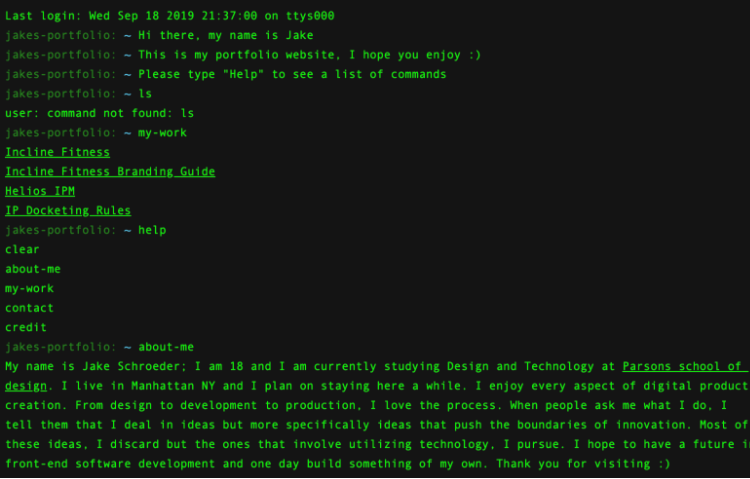 Last login: Wed Sep 18 2019 21:37:00 on ttys000
jakes-portfolio: ~ Hi there, my name is Jake
jakes-portfolio: ~ This is my portfolio website, I hope you enjoy :)
jakes-portfolio: ~ Please type "Help" to see a list of commands
jakes-portfolio: ~ ls
user: command not found: ls
jakes-portfolio: ~ my-work
Incline Fitness
Incline Fitness Branding Guide
Helios IPM
IP Docketing Rules
jakes-portfolio: ~ help
clear
about-me
my-work
contact
credit
jakes-portfolio: ~ about-me
My name is Jake Schroeder; I am 18 and I am currently studying Design and Technology at Parsons school of
design. I live in Manhattan NY and I plan on staying here a while. I enjoy every aspect of digital product
creation. From design to development to production, I love the process. When people ask me what I do, I
tell them that I deal in ideas but more specifically ideas that push the boundaries of innovation. Most of
these ideas, I discard but the ones that involve utilizing technology, I pursue. I hope to have a future in
front-end software development and one day build something of my own. Thank you for visiting :)